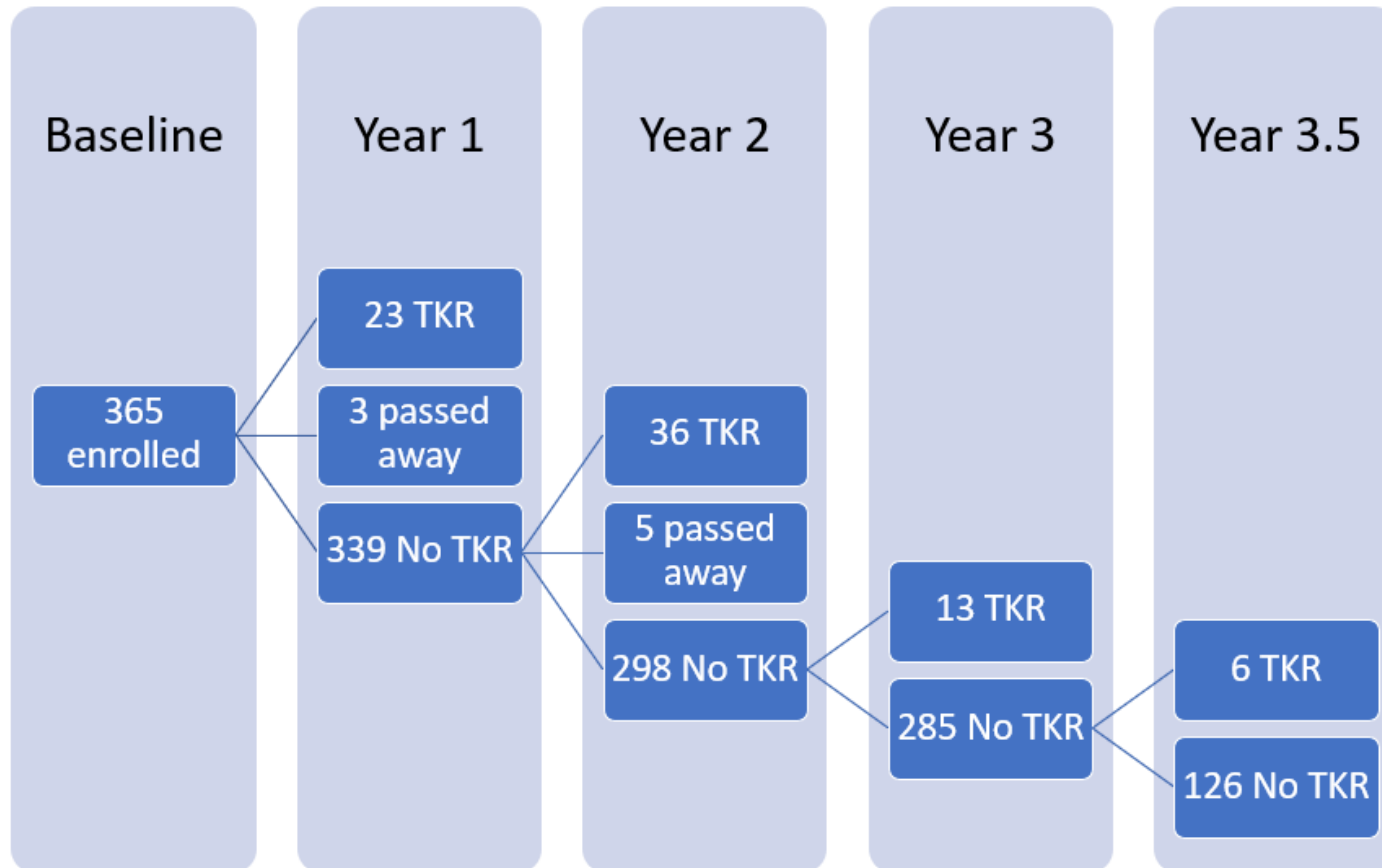 Baseline
Year 1
Year 2
Year 3
Year 3.5
365
enrolled
23 TKR
3 passed
away
339 No TKR
36 TKR
5 passed
away
298 No TKR
13 TKR
285 No TKR
6 TKR
126 No TKR